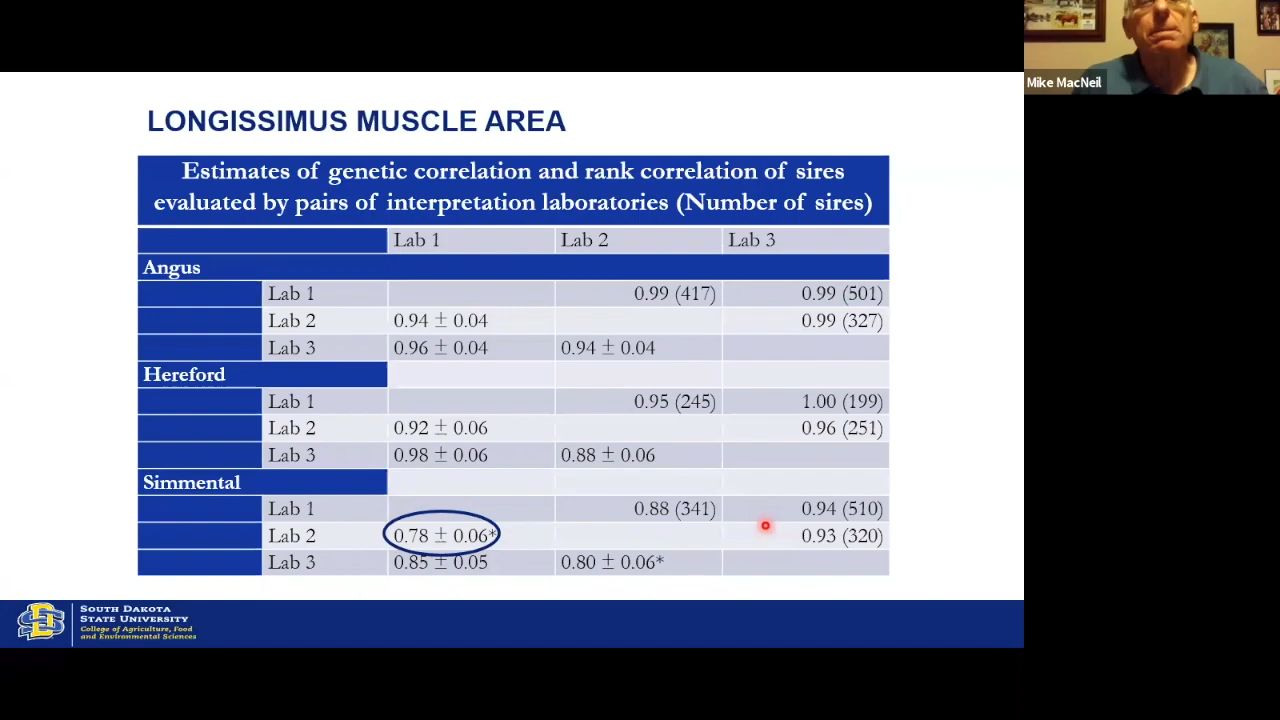 Mike MacNeil
LONGISSIMUS MUSCLE AREA
Estimates of genetic correlation and rank correlation of sires
evaluated by pairs of interpretation laboratories (Number of sires)
Lab 1 Lab 2 Lab 3
Angus
Lab 1 0.99 (417) 0.99 (501)
Lab 2 0.94 ± 0.04 0.99 (327)
Lab 3 0.96 ± 0.04 0.94 ± 0.04
Hereford
Lab 1 0.95 (245) 1.00 (199)
Lab 2 0.92 ± 0.06 0.96 (251)
Lab 3 0.98 ± 0.06 0.88 ± 0.06
Simmental
Lab 1 0.88 (341) 0.94 (510)
Lab 2 0.78 ± 0.06* 0.93 (320)
Lab 3 0.85 ± 0.05 0.80 ± 0.06*
SOUTH DAKOTA
STATE UNIVERSITY
College of Agriculture, Food
and Environmental Sciences